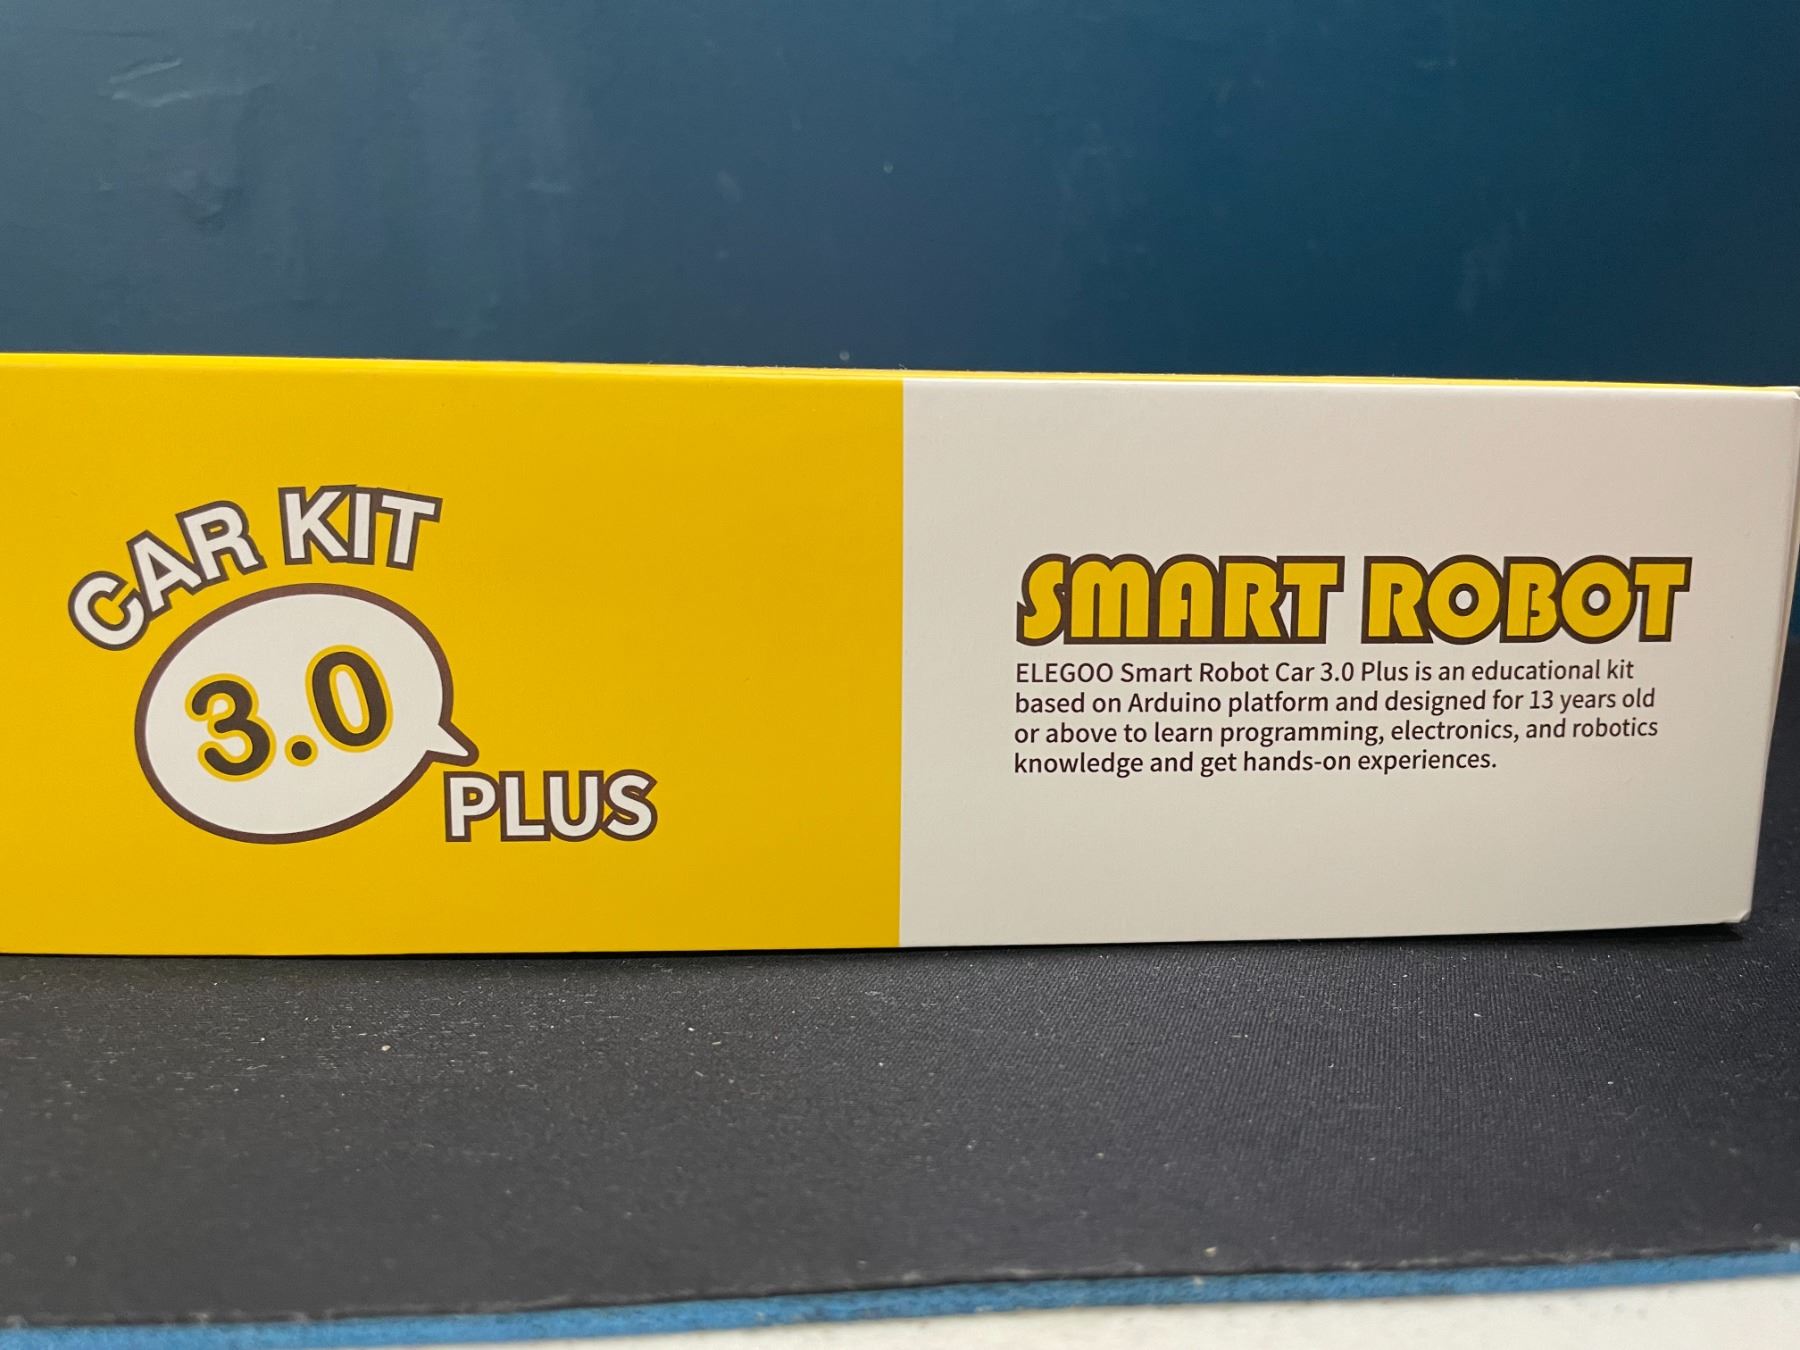 CAR KIT
3.0
PLUS
SMART ROBOT
ELEGOO Smart Robot Car 3.0 Plus is an educational kit
based on Arduino platform and designed for 13 years old
or above to learn programming, electronics, and robotics
knowledge and get hands-on experiences.